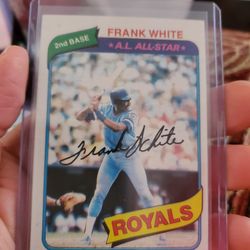 FRANK WHITE
2nd BASE
★ A.L. ALL-STAR ★
Frank White
ROYALS